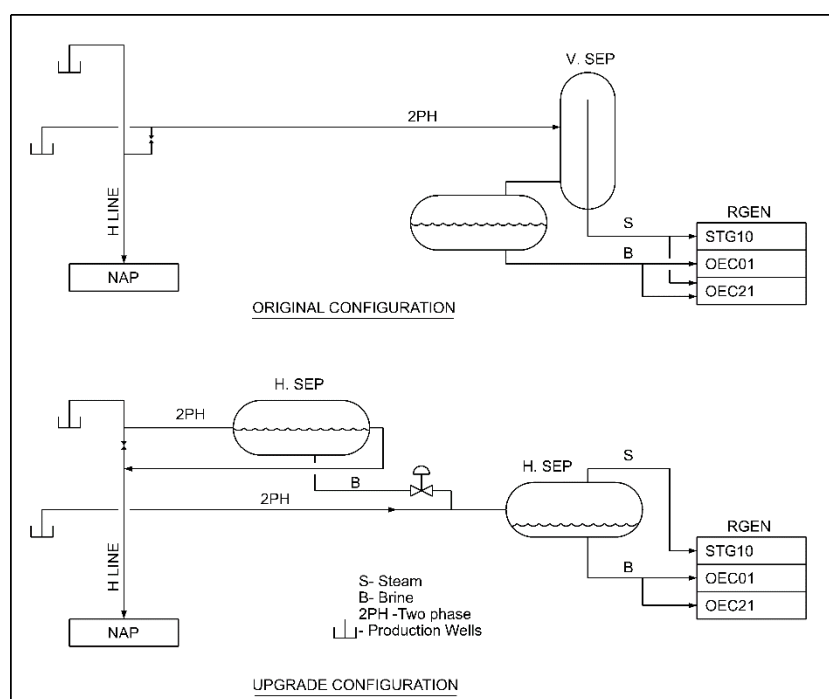 V. SEP
2PH
H LINE
S
RGEN
STG10
B
OEC01
NAP
OEC21
ORIGINAL CONFIGURATION
H. SEP
2PH
H. SEP
S
B
2PH
RGEN
STG10
H LINE
B
OEC01
S- Steam
B- Brine
OEC21
2PH -Two phase
NAP
- Production Wells
UPGRADE CONFIGURATION